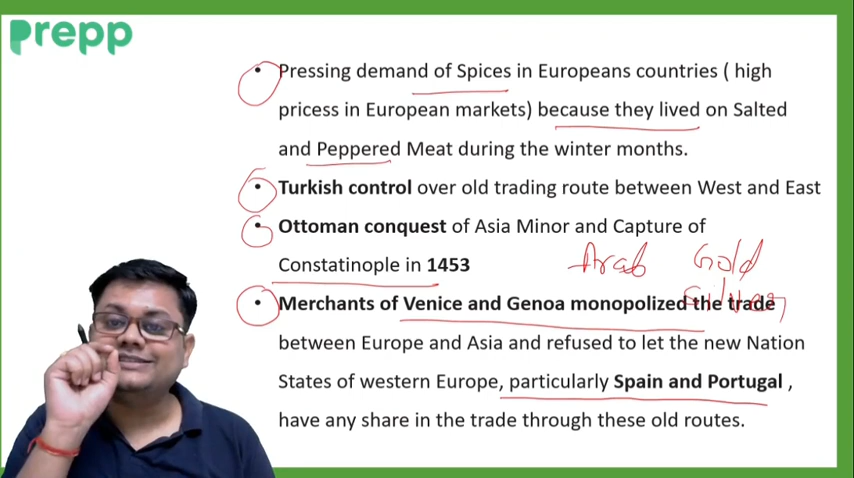 Prepp
• Pressing demand of Spices in Europeans countries ( high
pricess in European markets) because they lived on Salted
and Peppered Meat during the winter months.
• Turkish control over old trading route between West and East
• Ottoman conquest of Asia Minor and Capture of
Constatinople in 1453
Arab Gold
Silver
• Merchants of Venice and Genoa monopolized the trade
between Europe and Asia and refused to let the new Nation
States of western Europe, particularly Spain and Portugal ,
have any share in the trade through these old routes.